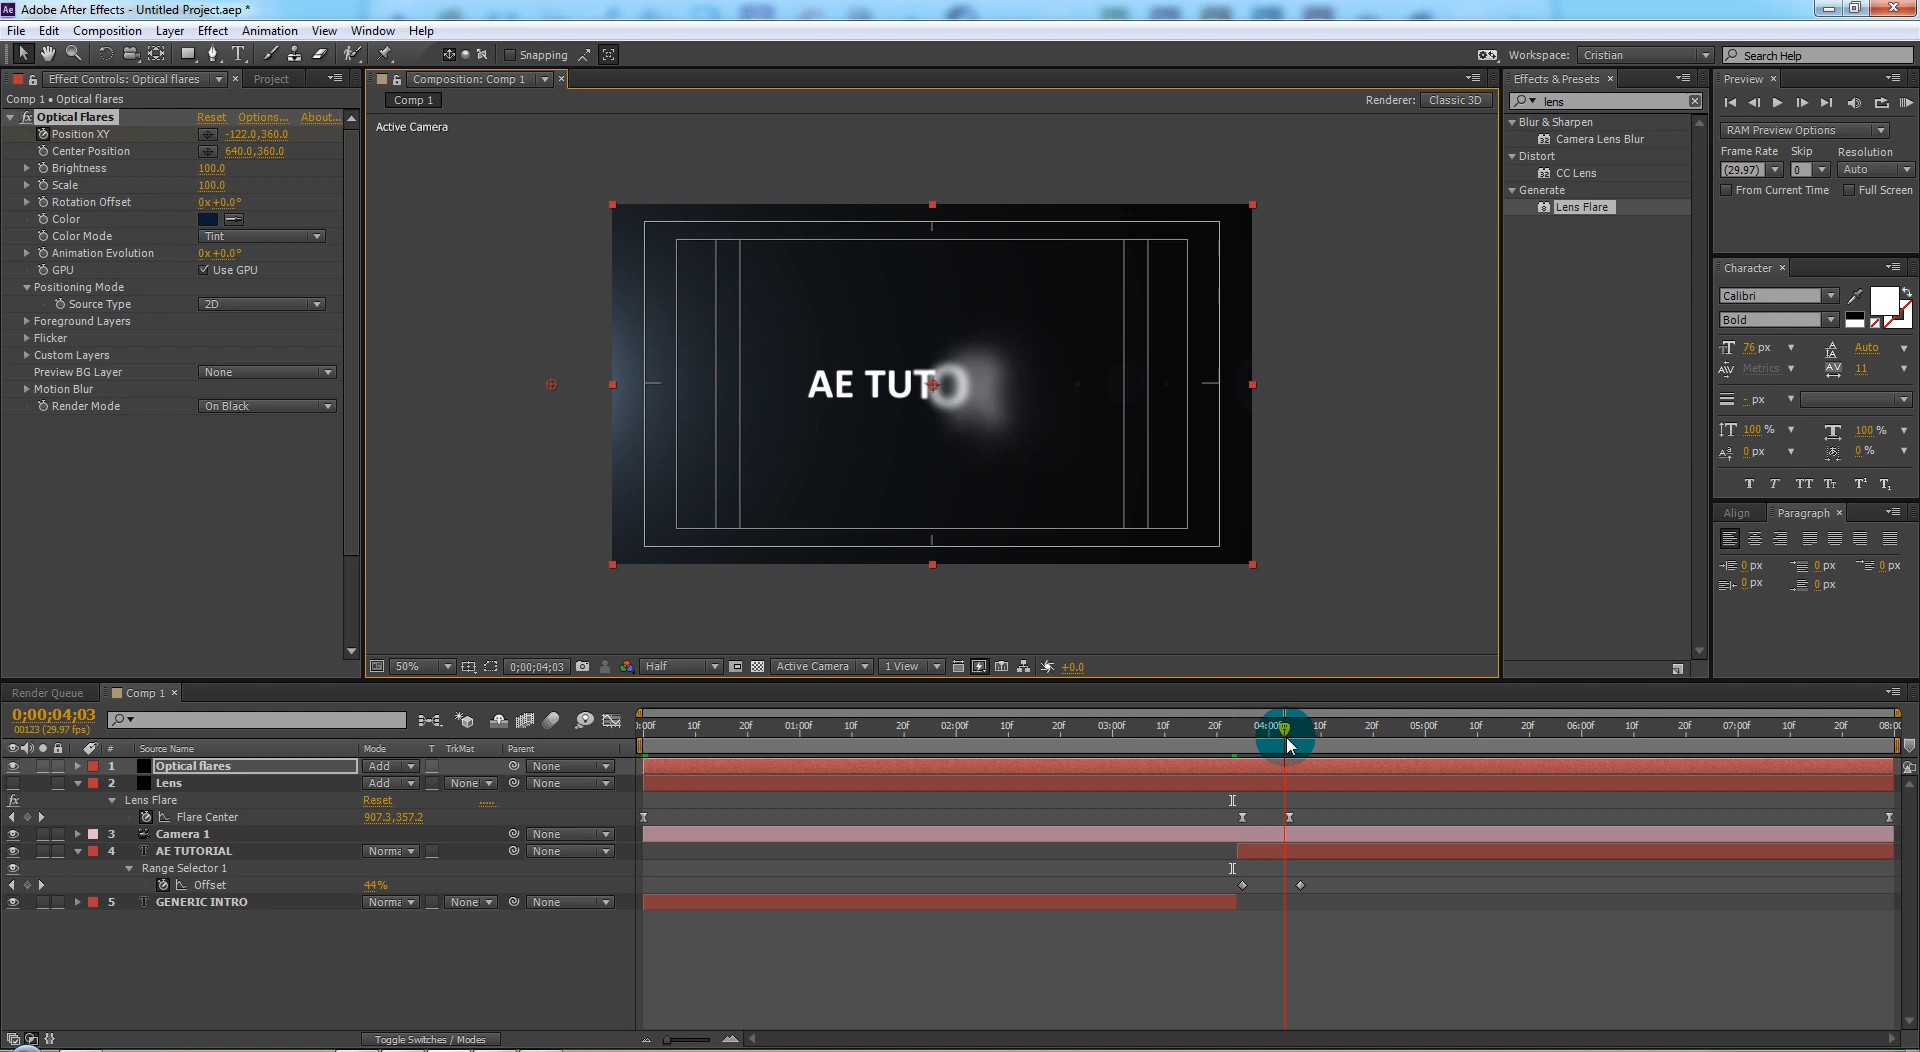 Adobe After Effects - Untitled Project.aep *
File Edit Composition Layer Effect Animation View Window Help
Snapping
Workspace: Cristian
Search Help
Effect Controls: Optical flares
Project
Comp 1 • Optical flares
fx Optical Flares Reset Options... About...
Position XY -122.0,360.0
Center Position 640.0,360.0
Brightness 100.0
Scale 100.0
Rotation Offset 0x+0.0°
Color
Color Mode Tint
Animation Evolution 0x+0.0°
GPU Use GPU
Positioning Mode
Source Type 2D
Foreground Layers
Flicker
Custom Layers
Preview BG Layer None
Motion Blur
Render Mode On Black
Composition: Comp 1
Comp 1
Renderer: Classic 3D
Active Camera
AE TUTO
50% 0;00;04;03 Half Active Camera 1 View +0.0
Effects & Presets
lens
Blur & Sharpen
Camera Lens Blur
Distort
CC Lens
Generate
Lens Flare
Preview
RAM Preview Options
Frame Rate Skip Resolution
(29.97) 0 Auto
From Current Time Full Screen
Character
Calibri
Bold
76 px Auto
Metrics 11
- px
100 % 100 %
0 px 0 %
T T TT Tт T¹ T,
Align Paragraph
0 px 0 px 0 px
0 px 0 px
Render Queue Comp 1
0;00;04;03
00123 (29.97 fps)
:00f 10f 20f 01:00f 10f 20f 02:00f 10f 20f 03:00f 10f 20f 04:00f 10f 20f 05:00f 10f 20f 06:00f 10f 20f 07:00f 10f 20f 08:0
# Source Name Mode T TrkMat Parent
1 Optical flares Add None
2 Lens Add None None
fx Lens Flare Reset .....
Flare Center 907.3,357.2
3 Camera 1 None
4 AE TUTORIAL Norma None
Range Selector 1
Offset 44%
5 GENERIC INTRO Norma None None
Toggle Switches / Modes